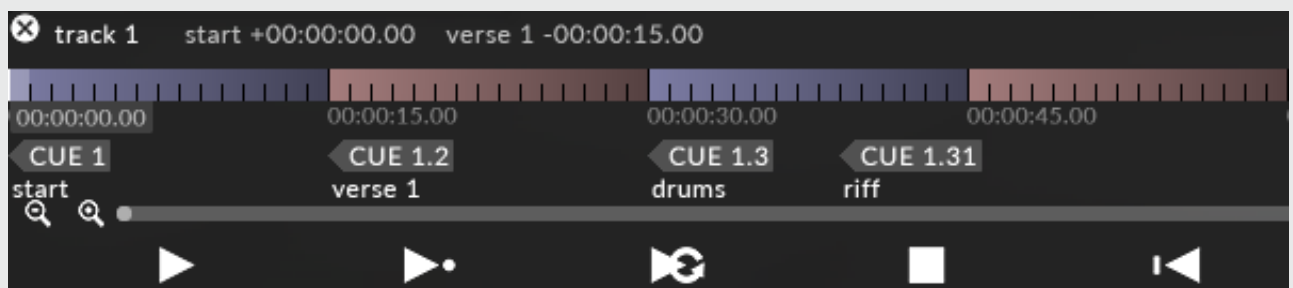 track 1 start +00:00:00.00 verse 1 -00:00:15.00
00:00:00.00 00:00:15.00 00:00:30.00 00:00:45.00
CUE 1 CUE 1.2 CUE 1.3 CUE 1.31
start verse 1 drums riff